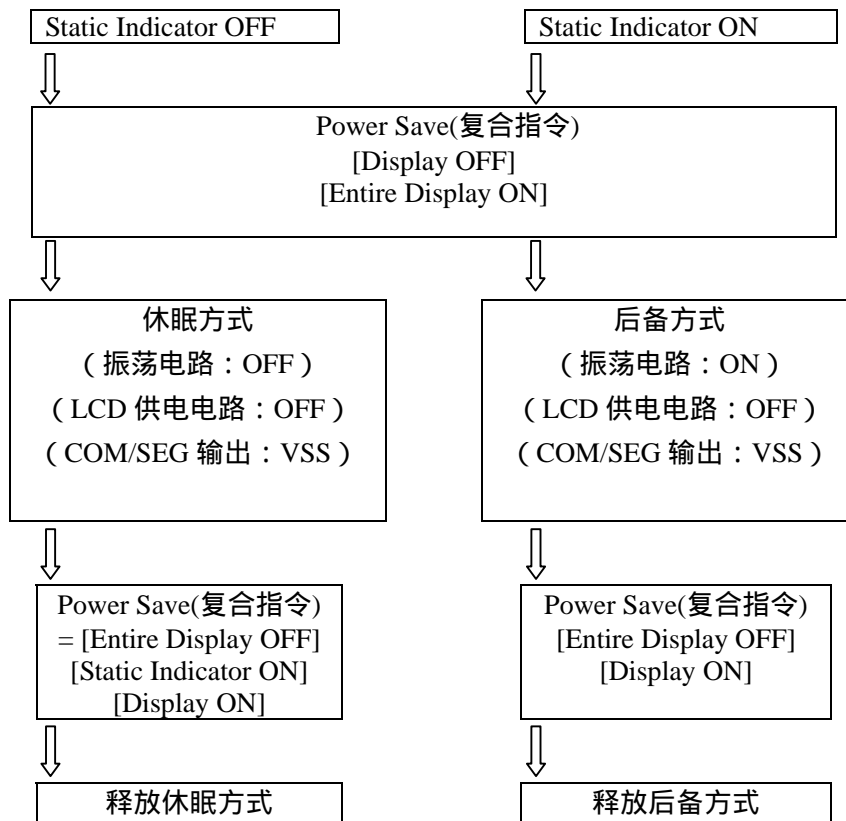 Static Indicator OFF
Static Indicator ON
Power Save(复合指令)
[Display OFF]
[Entire Display ON]
休眠方式
（振荡电路：OFF）
（LCD 供电电路：OFF）
（COM/SEG 输出：VSS）
后备方式
（振荡电路：ON）
（LCD 供电电路：OFF）
（COM/SEG 输出：VSS）
Power Save(复合指令)
= [Entire Display OFF]
[Static Indicator ON]
[Display ON]
Power Save(复合指令)
[Entire Display OFF]
[Display ON]
释放休眠方式
释放后备方式